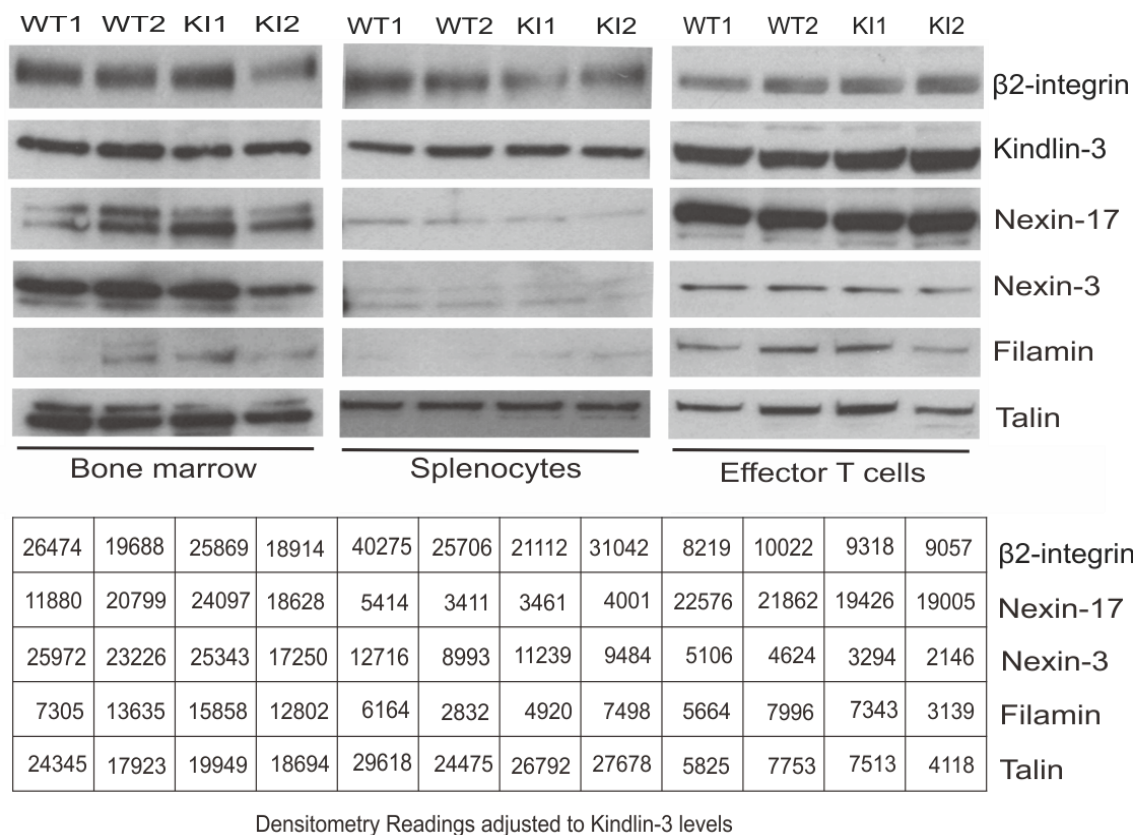 WT1 WT2 KI1 KI2 WT1 WT2 KI1 KI2 WT1 WT2 KI1 KI2
β2-integrin
Kindlin-3
Nexin-17
Nexin-3
Filamin
Talin
Bone marrow Splenocytes Effector T cells
26474 19688 25869 18914 40275 25706 21112 31042 8219 10022 9318 9057 β2-integrin
11880 20799 24097 18628 5414 3411 3461 4001 22576 21862 19426 19005 Nexin-17
25972 23226 25343 17250 12716 8993 11239 9484 5106 4624 3294 2146 Nexin-3
7305 13635 15858 12802 6164 2832 4920 7498 5664 7996 7343 3139 Filamin
24345 17923 19949 18694 29618 24475 26792 27678 5825 7753 7513 4118 Talin
Densitometry Readings adjusted to Kindlin-3 levels